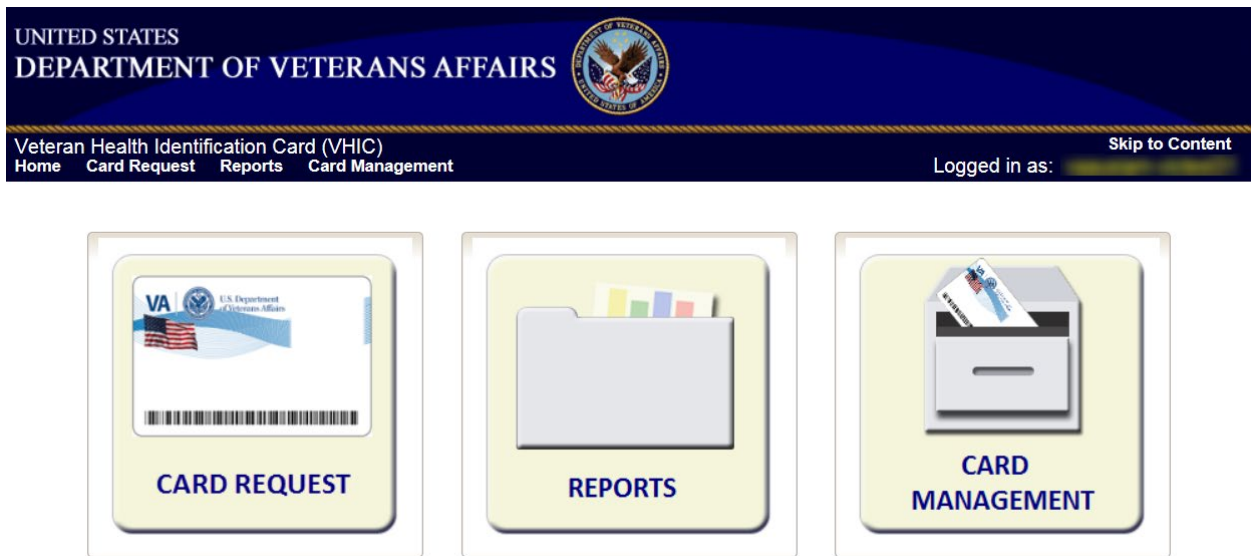 UNITED STATES
DEPARTMENT OF VETERANS AFFAIRS
Veteran Health Identification Card (VHIC)
Skip to Content
Home Card Request Reports Card Management
Logged in as:
VA
U.S. Department
of Veterans Affairs
CARD REQUEST
REPORTS
CARD
MANAGEMENT